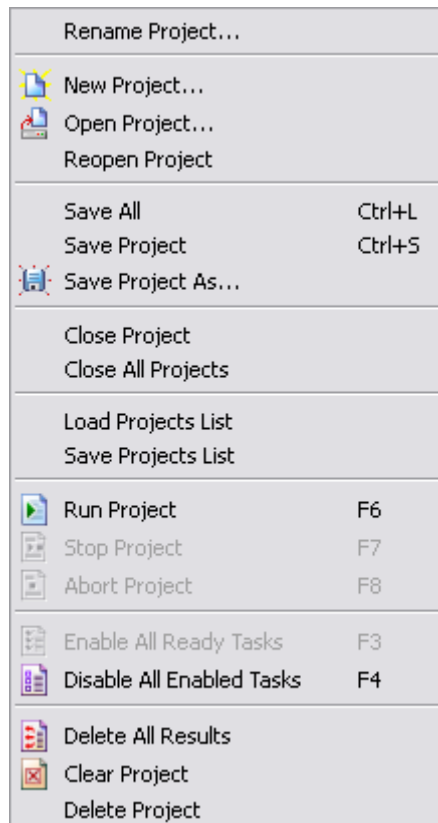 Rename Project...
New Project...
Open Project...
Reopen Project
Save All Ctrl+L
Save Project Ctrl+S
Save Project As...
Close Project
Close All Projects
Load Projects List
Save Projects List
Run Project F6
Stop Project F7
Abort Project F8
Enable All Ready Tasks F3
Disable All Enabled Tasks F4
Delete All Results
Clear Project
Delete Project